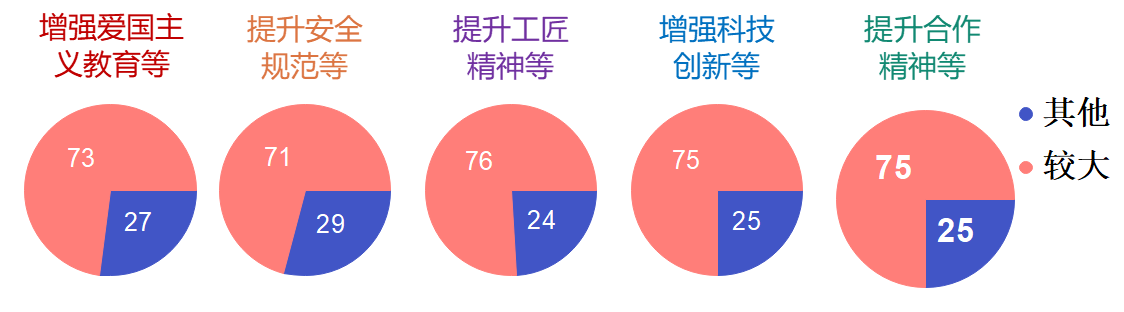 增强爱国主
义教育等
提升安全
规范等
提升工匠
精神等
增强科技
创新等
提升合作
精神等
73
27
71
29
76
24
75
25
75
25
其他
较大